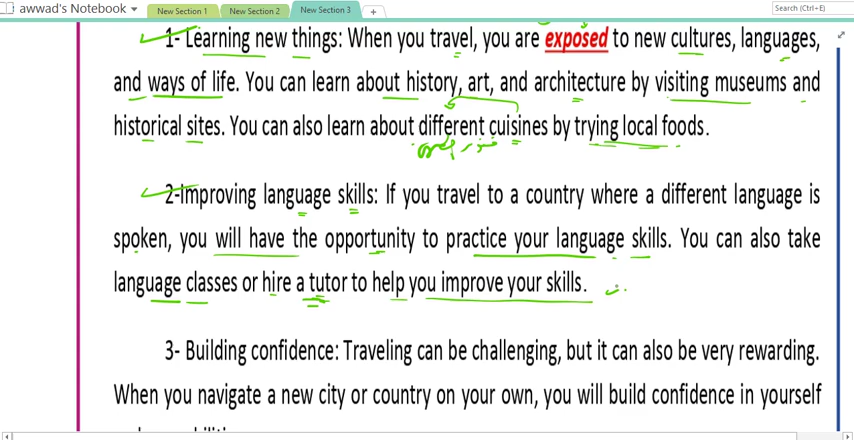 awwad's Notebook
New Section 1
New Section 2
New Section 3
+
Search (Ctrl+E)
1- Learning new things: When you travel, you are exposed to new cultures, languages,
and ways of life. You can learn about history, art, and architecture by visiting museums and
historical sites. You can also learn about different cuisines by trying local foods.
2-Improving language skills: If you travel to a country where a different language is
spoken, you will have the opportunity to practice your language skills. You can also take
language classes or hire a tutor to help you improve your skills.
3- Building confidence: Traveling can be challenging, but it can also be very rewarding.
When you navigate a new city or country on your own, you will build confidence in yourself